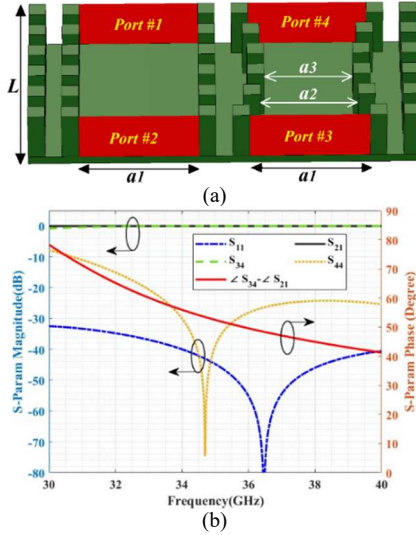 Port #1
Port #4
L
a3
a2
Port #2
Port #3
a1
a1
(a)
0
-10
-20
-30
-40
-50
-60
-70
-80
S-Param Magnitude(dB)
S11
S21
S34
S44
∠ S34-∠ S21
90
80
70
60
50
40
30
20
10
0
S-Param Phase (Degree)
30
32
34
36
38
40
Frequency(GHz)
(b)